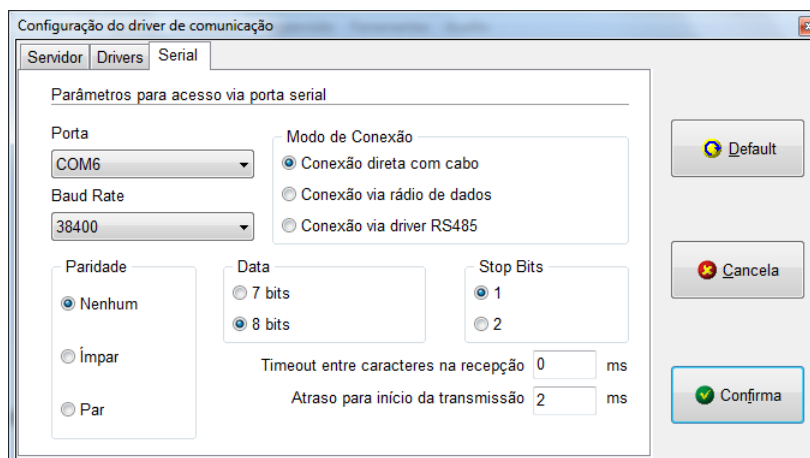 Configuração do driver de comunicação
Servidor Drivers Serial
Parâmetros para acesso via porta serial
Porta
COM6
Baud Rate
38400
Modo de Conexão
Conexão direta com cabo
Conexão via rádio de dados
Conexão via driver RS485
Paridade
Nenhum
Ímpar
Par
Data
7 bits
8 bits
Stop Bits
1
2
Timeout entre caracteres na recepção 0 ms
Atraso para início da transmissão 2 ms
Default
Cancela
Confirma